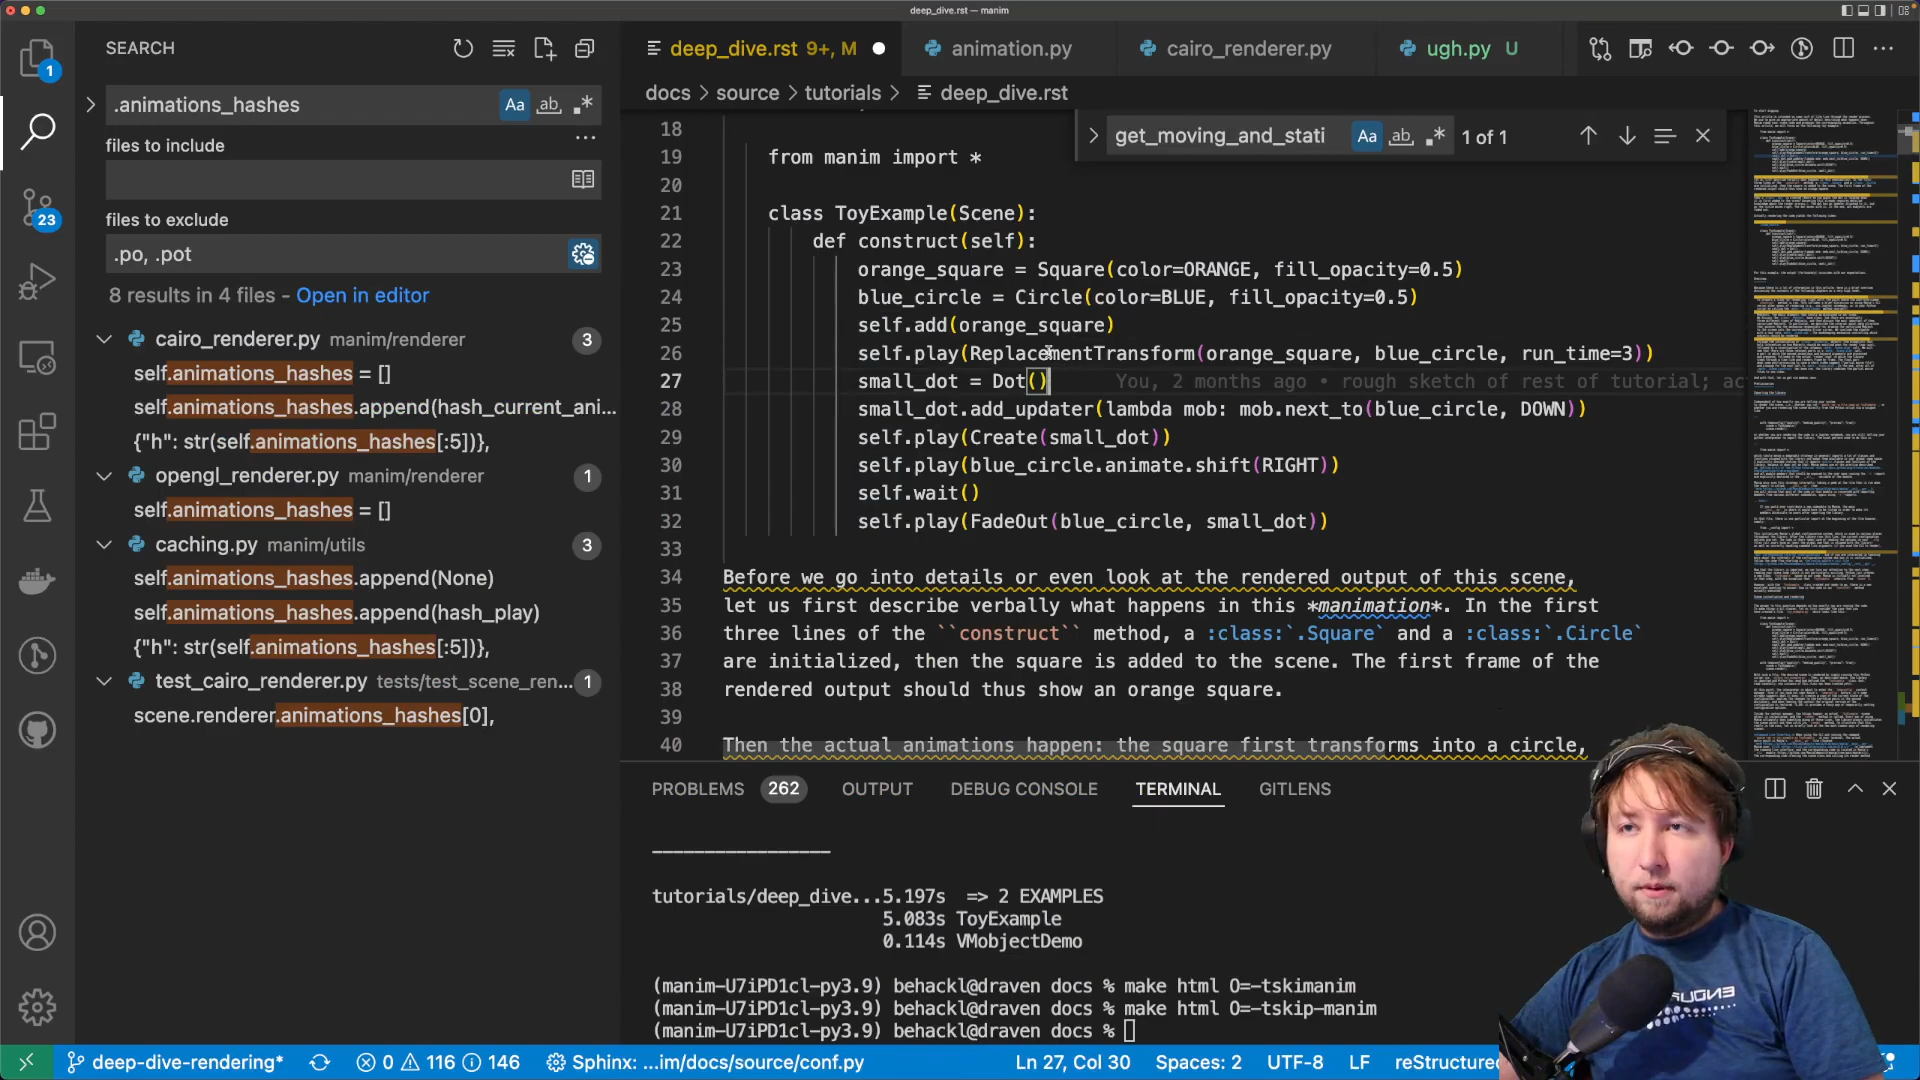 deep_dive.rst — manim
SEARCH
deep_dive.rst 9+, M
animation.py
cairo_renderer.py
ugh.py U
.animations_hashes
Aa
ab
docs > source > tutorials > deep_dive.rst
files to include
files to exclude
.po, .pot
8 results in 4 files - Open in editor
cairo_renderer.py manim/renderer 3
self.animations_hashes = []
self.animations_hashes.append(hash_current_ani...
{"h": str(self.animations_hashes[:5])},
opengl_renderer.py manim/renderer 1
self.animations_hashes = []
caching.py manim/utils 3
self.animations_hashes.append(None)
self.animations_hashes.append(hash_play)
{"h": str(self.animations_hashes[:5])},
test_cairo_renderer.py tests/test_scene_ren... 1
scene.renderer.animations_hashes[0],
1
23
get_moving_and_stati Aa ab 1 of 1
18
19 from manim import *
20
21 class ToyExample(Scene):
22 def construct(self):
23 orange_square = Square(color=ORANGE, fill_opacity=0.5)
24 blue_circle = Circle(color=BLUE, fill_opacity=0.5)
25 self.add(orange_square)
26 self.play(ReplacementTransform(orange_square, blue_circle, run_time=3))
27 small_dot = Dot() You, 2 months ago • rough sketch of rest of tutorial; ac
28 small_dot.add_updater(lambda mob: mob.next_to(blue_circle, DOWN))
29 self.play(Create(small_dot))
30 self.play(blue_circle.animate.shift(RIGHT))
31 self.wait()
32 self.play(FadeOut(blue_circle, small_dot))
33
34 Before we go into details or even look at the rendered output of this scene,
35 let us first describe verbally what happens in this *manimation*. In the first
36 three lines of the ``construct`` method, a :class:`.Square` and a :class:`.Circle`
37 are initialized, then the square is added to the scene. The first frame of the
38 rendered output should thus show an orange square.
39
40 Then the actual animations happen: the square first transforms into a circle,
PROBLEMS 262 OUTPUT DEBUG CONSOLE TERMINAL GITLENS
tutorials/deep_dive...5.197s => 2 EXAMPLES
5.083s ToyExample
0.114s VMobjectDemo
(manim-U7iPD1cl-py3.9) behackl@draven docs % make html O=-tskimanim
(manim-U7iPD1cl-py3.9) behackl@draven docs % make html O=-tskip-manim
(manim-U7iPD1cl-py3.9) behackl@draven docs %
deep-dive-rendering* 0 116 146 Sphinx: ...im/docs/source/conf.py Ln 27, Col 30 Spaces: 2 UTF-8 LF reStructured